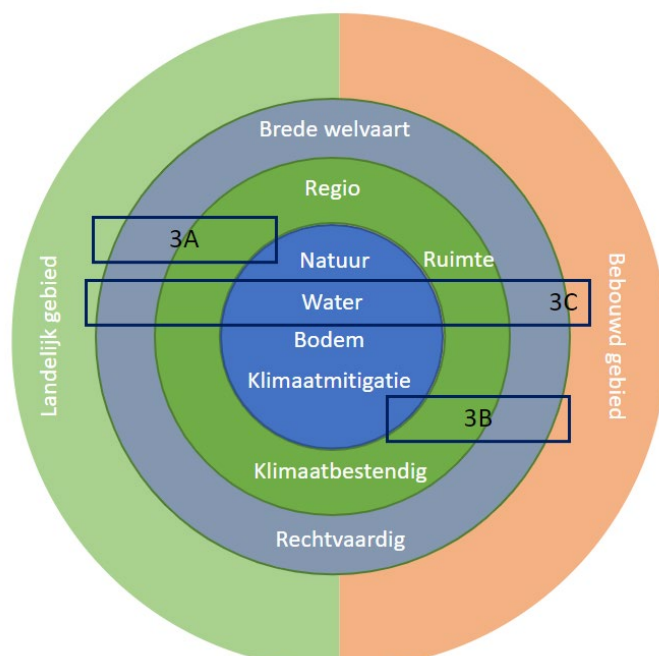 Brede welvaart
Regio
3A
Natuur
Ruimte
Water
3C
Bodem
Klimaatmitigatie
3B
Klimaatbestendig
Rechtvaardig
Landelijk gebied
Bebouwd gebied